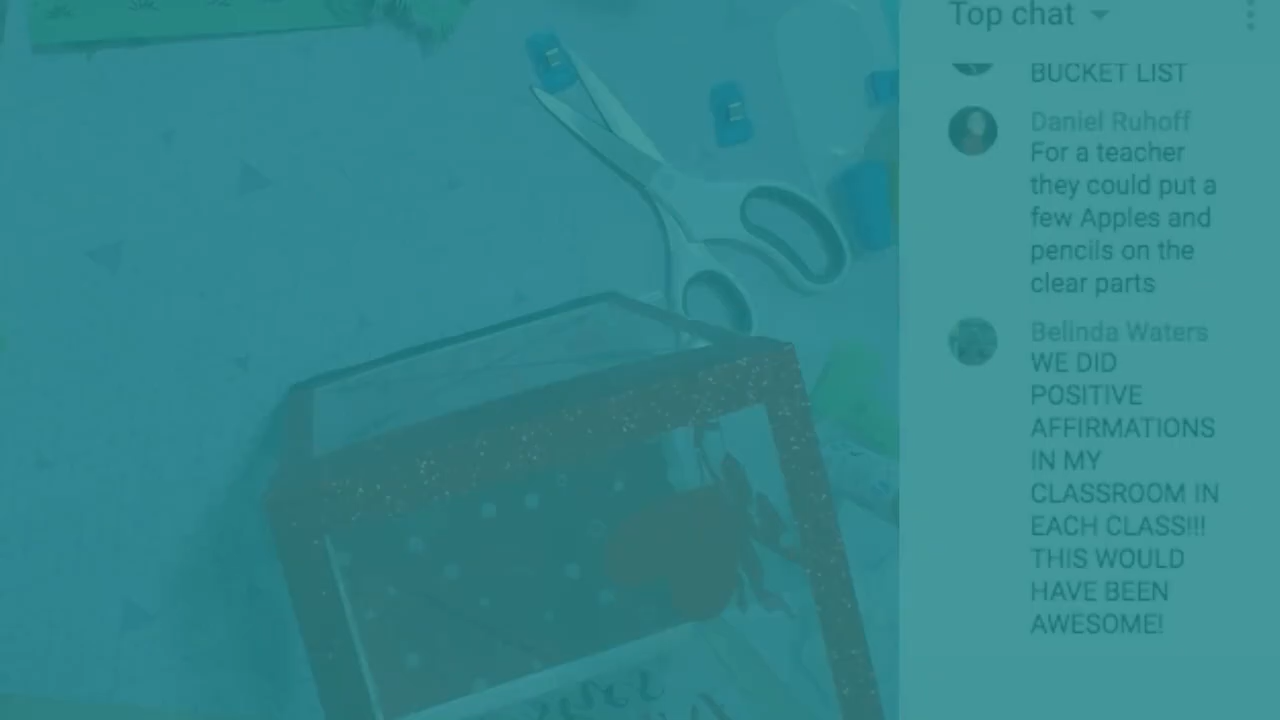 Top chat
BUCKET LIST
Daniel Ruhoff
For a teacher
they could put a
few Apples and
pencils on the
clear parts
Belinda Waters
WE DID
POSITIVE
AFFIRMATIONS
IN MY
CLASSROOM IN
EACH CLASS!!!
THIS WOULD
HAVE BEEN
AWESOME!